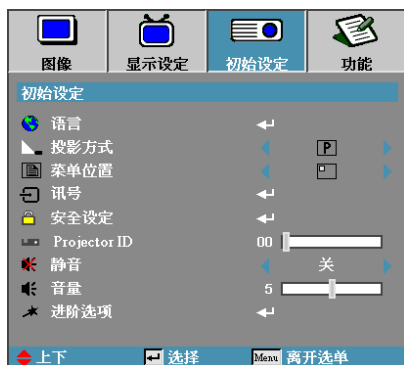 图像 显示设定 初始设定 功能
初始设定
语言
投影方式 P
菜单位置
讯号
安全设定
Projector ID 00
静音 关
音量 5
进阶选项
上下 选择 Menu 离开选单